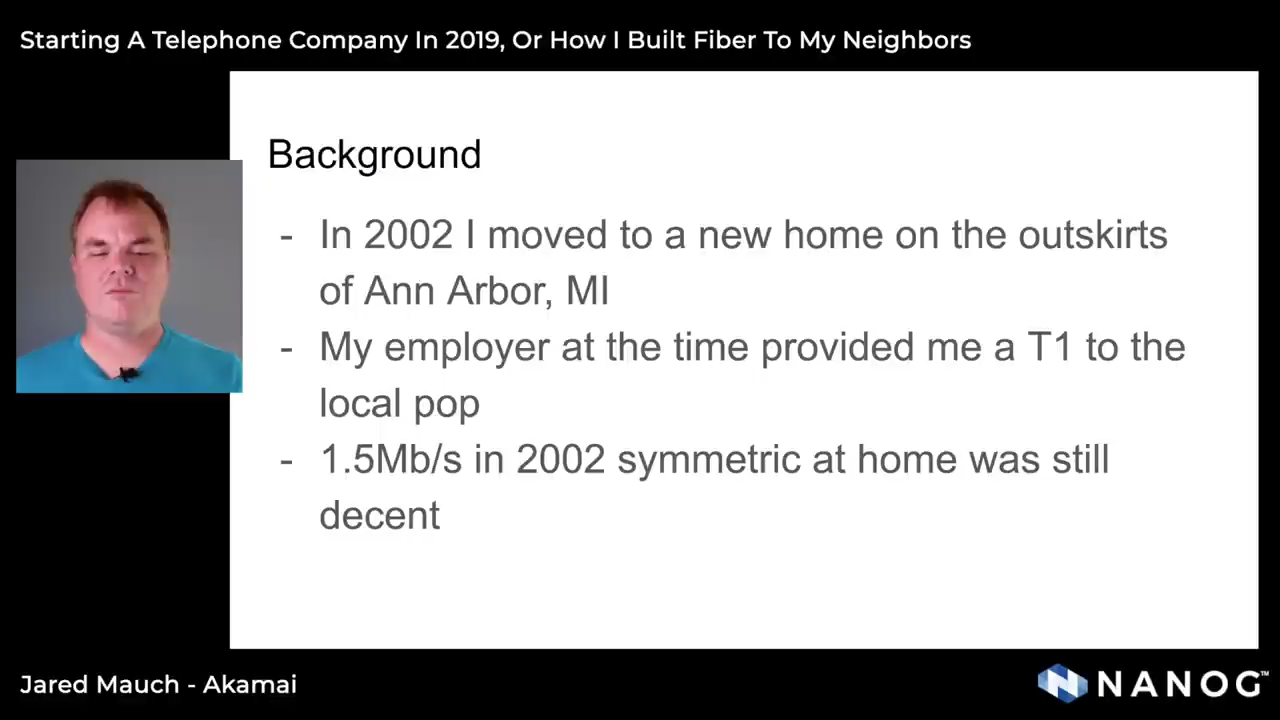 Starting A Telephone Company In 2019, Or How I Built Fiber To My Neighbors
Background
- In 2002 I moved to a new home on the outskirts
of Ann Arbor, MI
- My employer at the time provided me a T1 to the
local pop
- 1.5Mb/s in 2002 symmetric at home was still
decent
Jared Mauch - Akamai
NANOG™